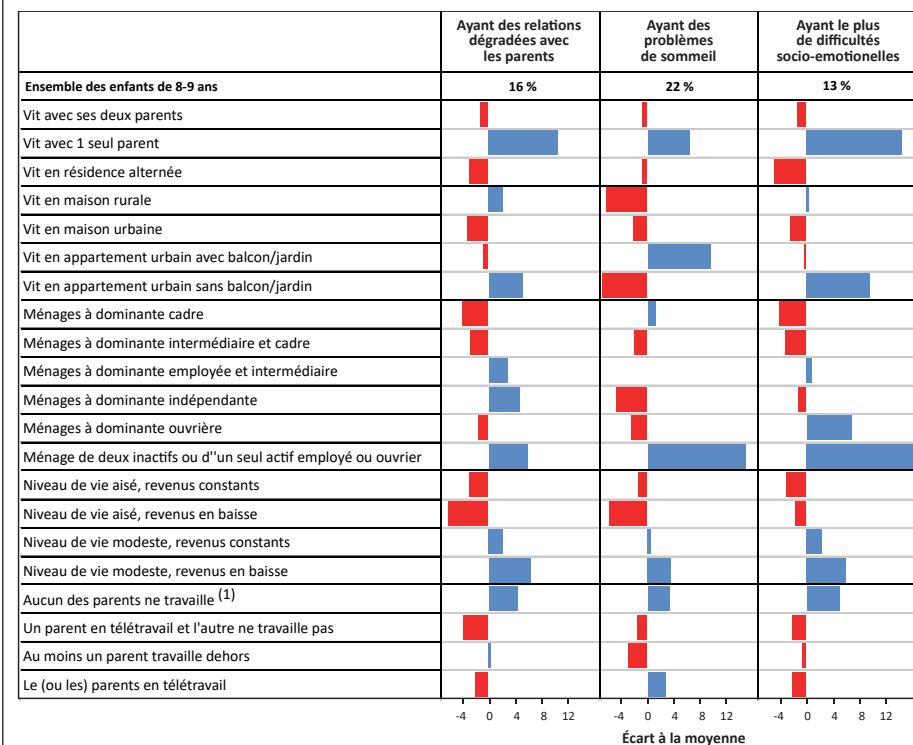 Ayant des relations
dégradées avec
les parents
Ayant des
problèmes
de sommeil
Ayant le plus
de difficultés
socio-emotionelles
Ensemble des enfants de 8-9 ans 16 % 22 % 13 %
Vit avec ses deux parents
Vit avec 1 seul parent
Vit en résidence alternée
Vit en maison rurale
Vit en maison urbaine
Vit en appartement urbain avec balcon/jardin
Vit en appartement urbain sans balcon/jardin
Ménages à dominante cadre
Ménages à dominante intermédiaire et cadre
Ménages à dominante employée et intermédiaire
Ménages à dominante indépendante
Ménages à dominante ouvrière
Ménage de deux inactifs ou d''un seul actif employé ou ouvrier
Niveau de vie aisé, revenus constants
Niveau de vie aisé, revenus en baisse
Niveau de vie modeste, revenus constants
Niveau de vie modeste, revenus en baisse
Aucun des parents ne travaille (1)
Un parent en télétravail et l'autre ne travaille pas
Au moins un parent travaille dehors
Le (ou les) parents en télétravail
-4 0 4 8 12 -4 0 4 8 12 -4 0 4 8 12
Écart à la moyenne